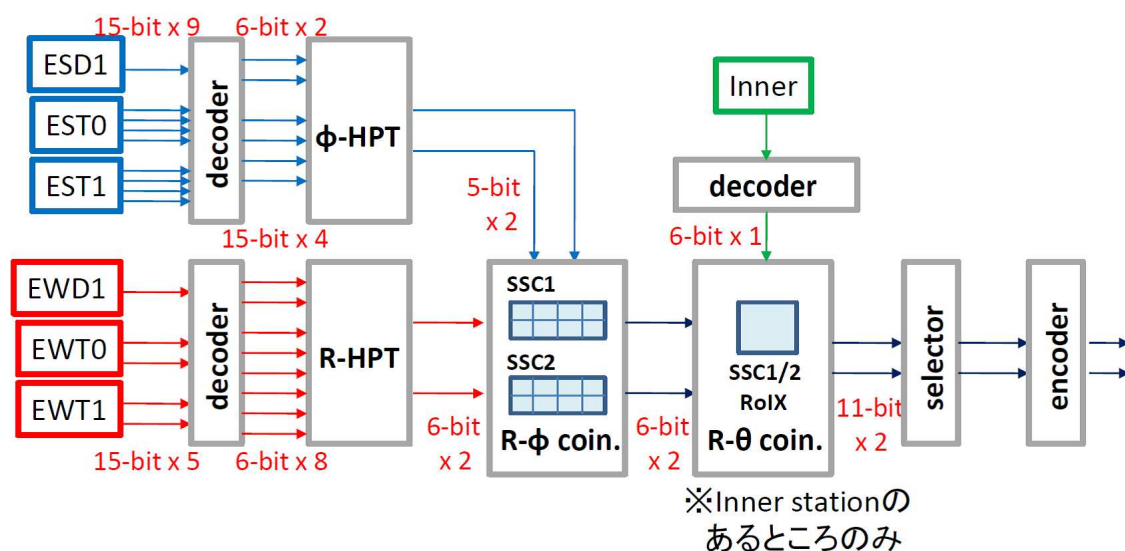 15-bit x 9
6-bit x 2
ESD1
EST0
EST1
decoder
ϕ-HPT
15-bit x 4
5-bit
x 2
Inner
decoder
6-bit x 1
EWD1
EWT0
EWT1
decoder
R-HPT
15-bit x 5
6-bit x 8
6-bit
x 2
SSC1
SSC2
R-ϕ coin.
6-bit
x 2
SSC1/2
RoIX
R-θ coin.
11-bit
x 2
selector
encoder
※Inner stationの
あるところのみ